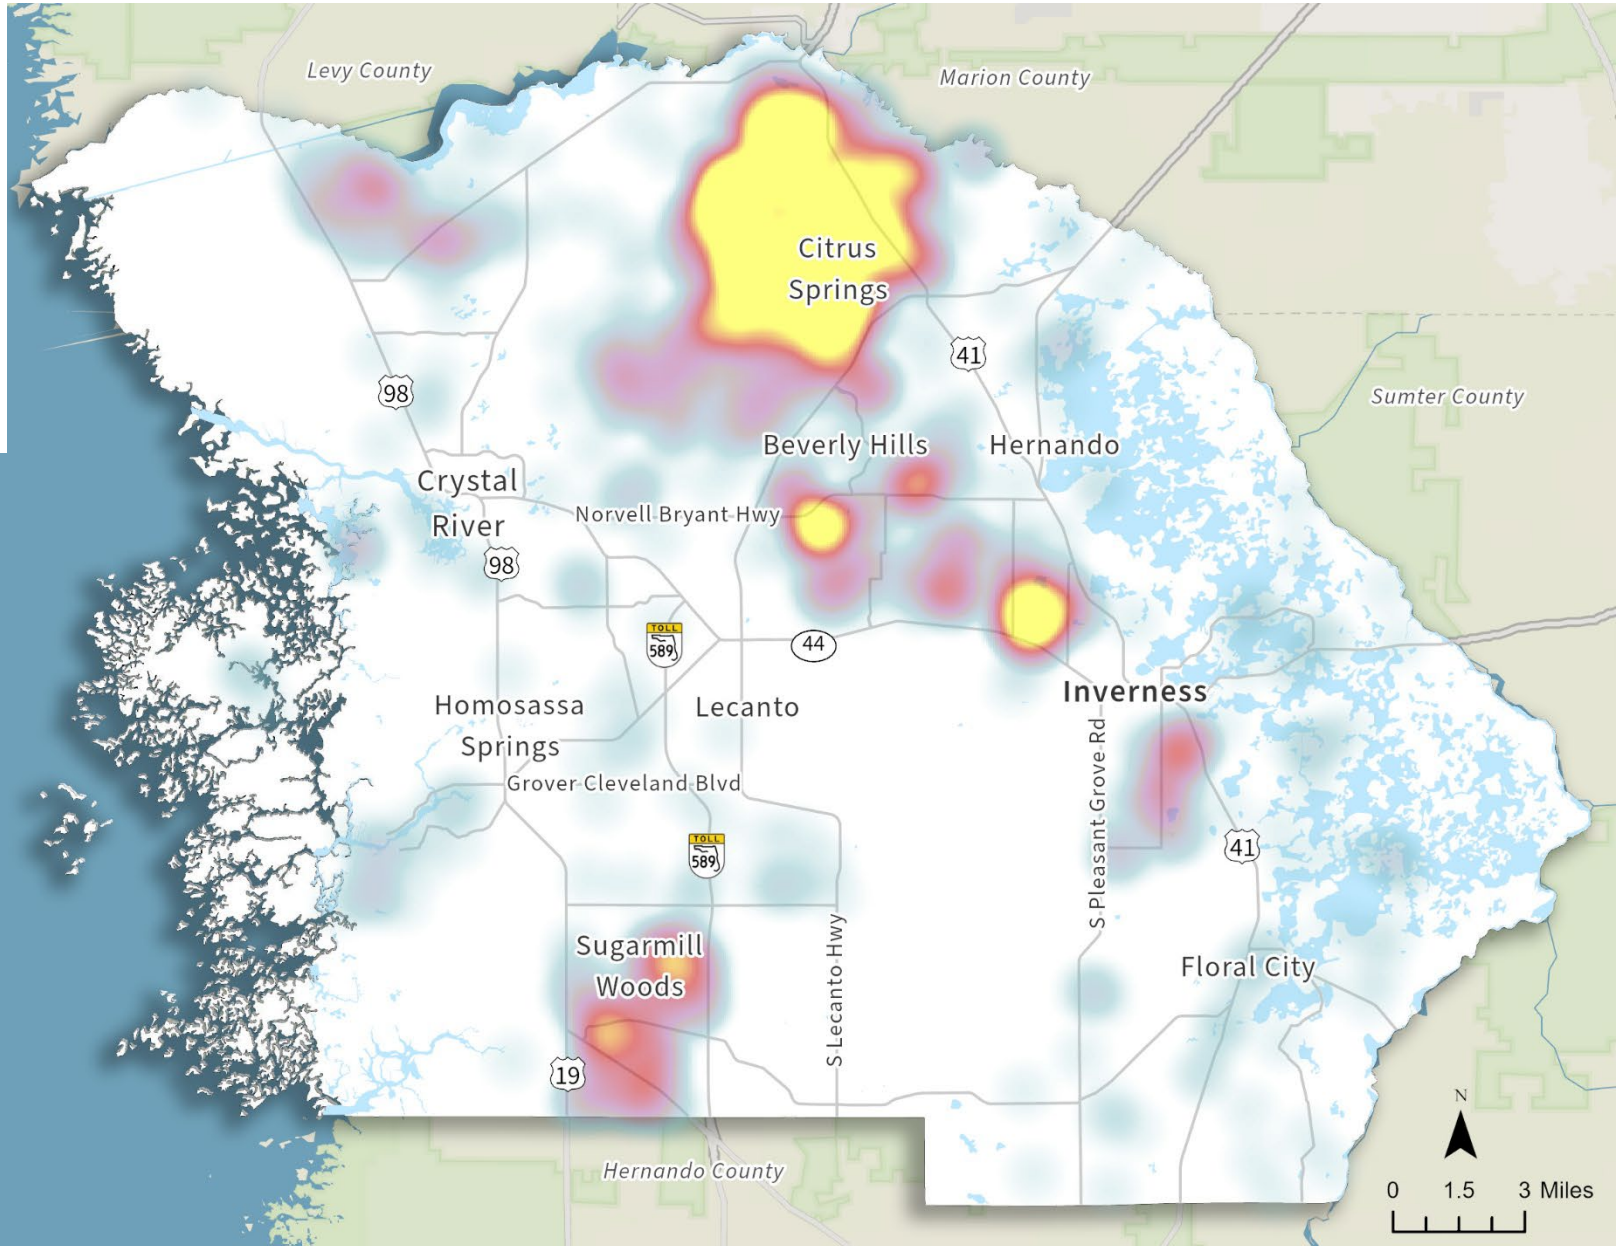 Levy County
Marion County
Citrus
Springs
41
98
Sumter County
Beverly Hills
Hernando
Crystal
River
Norvell Bryant Hwy
98
TOLL
589
44
Inverness
Homosassa
Springs
Lecanto
S Pleasant Grove Rd
Grover Cleveland Blvd
TOLL
589
41
Sugarmill
Woods
S Lecanto Hwy
Floral City
19
N
Hernando County
0 1.5 3 Miles